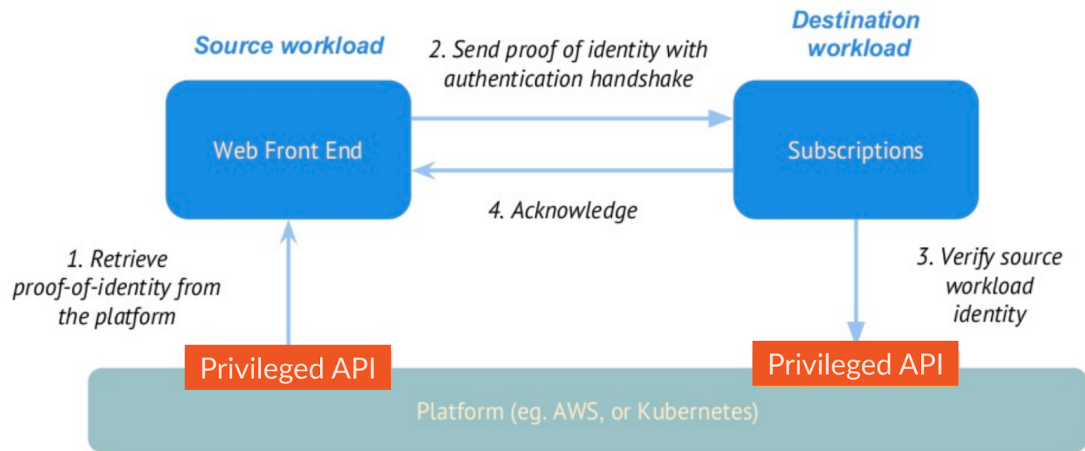 Source workload
Destination
workload
2. Send proof of identity with
authentication handshake
Web Front End
Subscriptions
4. Acknowledge
1. Retrieve
proof-of-identity from
the platform
3. Verify source
workload
identity
Privileged API
Privileged API
Platform (eg. AWS, or Kubernetes)